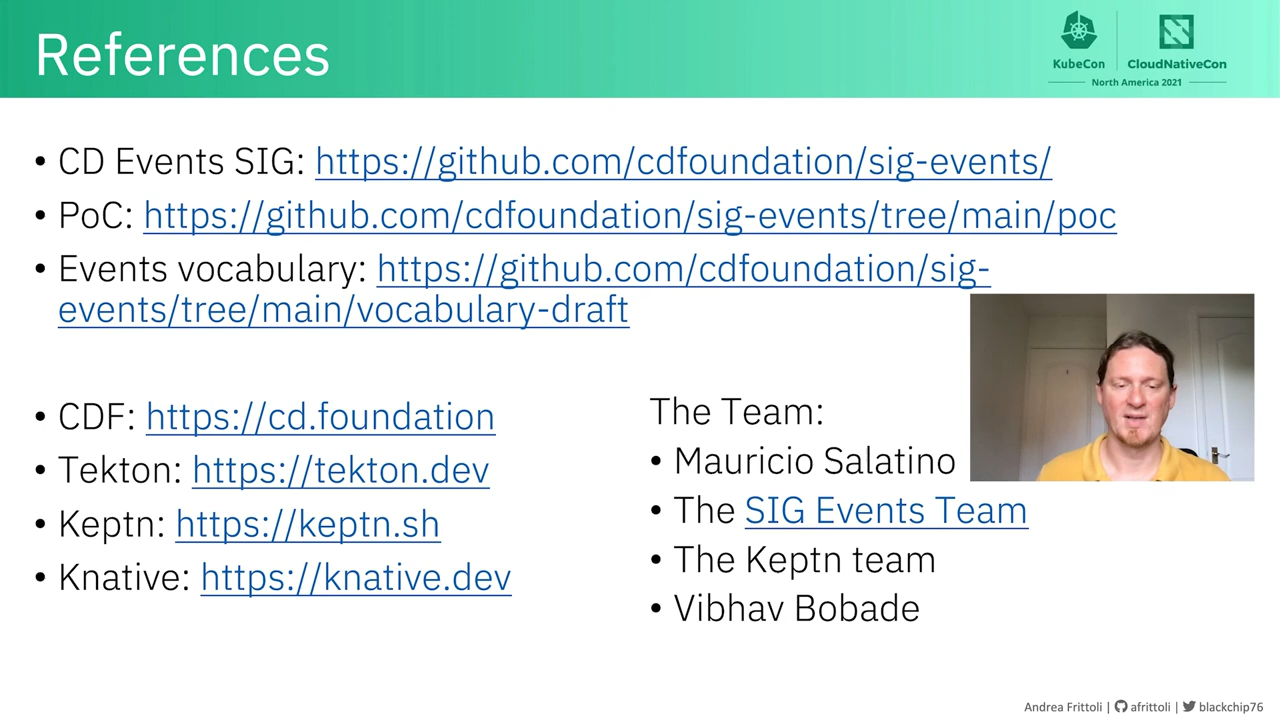 References
KubeCon
CloudNativeCon
North America 2021
• CD Events SIG: https://github.com/cdfoundation/sig-events/
• PoC: https://github.com/cdfoundation/sig-events/tree/main/poc
• Events vocabulary: https://github.com/cdfoundation/sig-
events/tree/main/vocabulary-draft
• CDF: https://cd.foundation
• Tekton: https://tekton.dev
• Keptn: https://keptn.sh
• Knative: https://knative.dev
The Team:
• Mauricio Salatino
• The SIG Events Team
• The Keptn team
• Vibhav Bobade
Andrea Frittoli | afrittoli | blackchip76